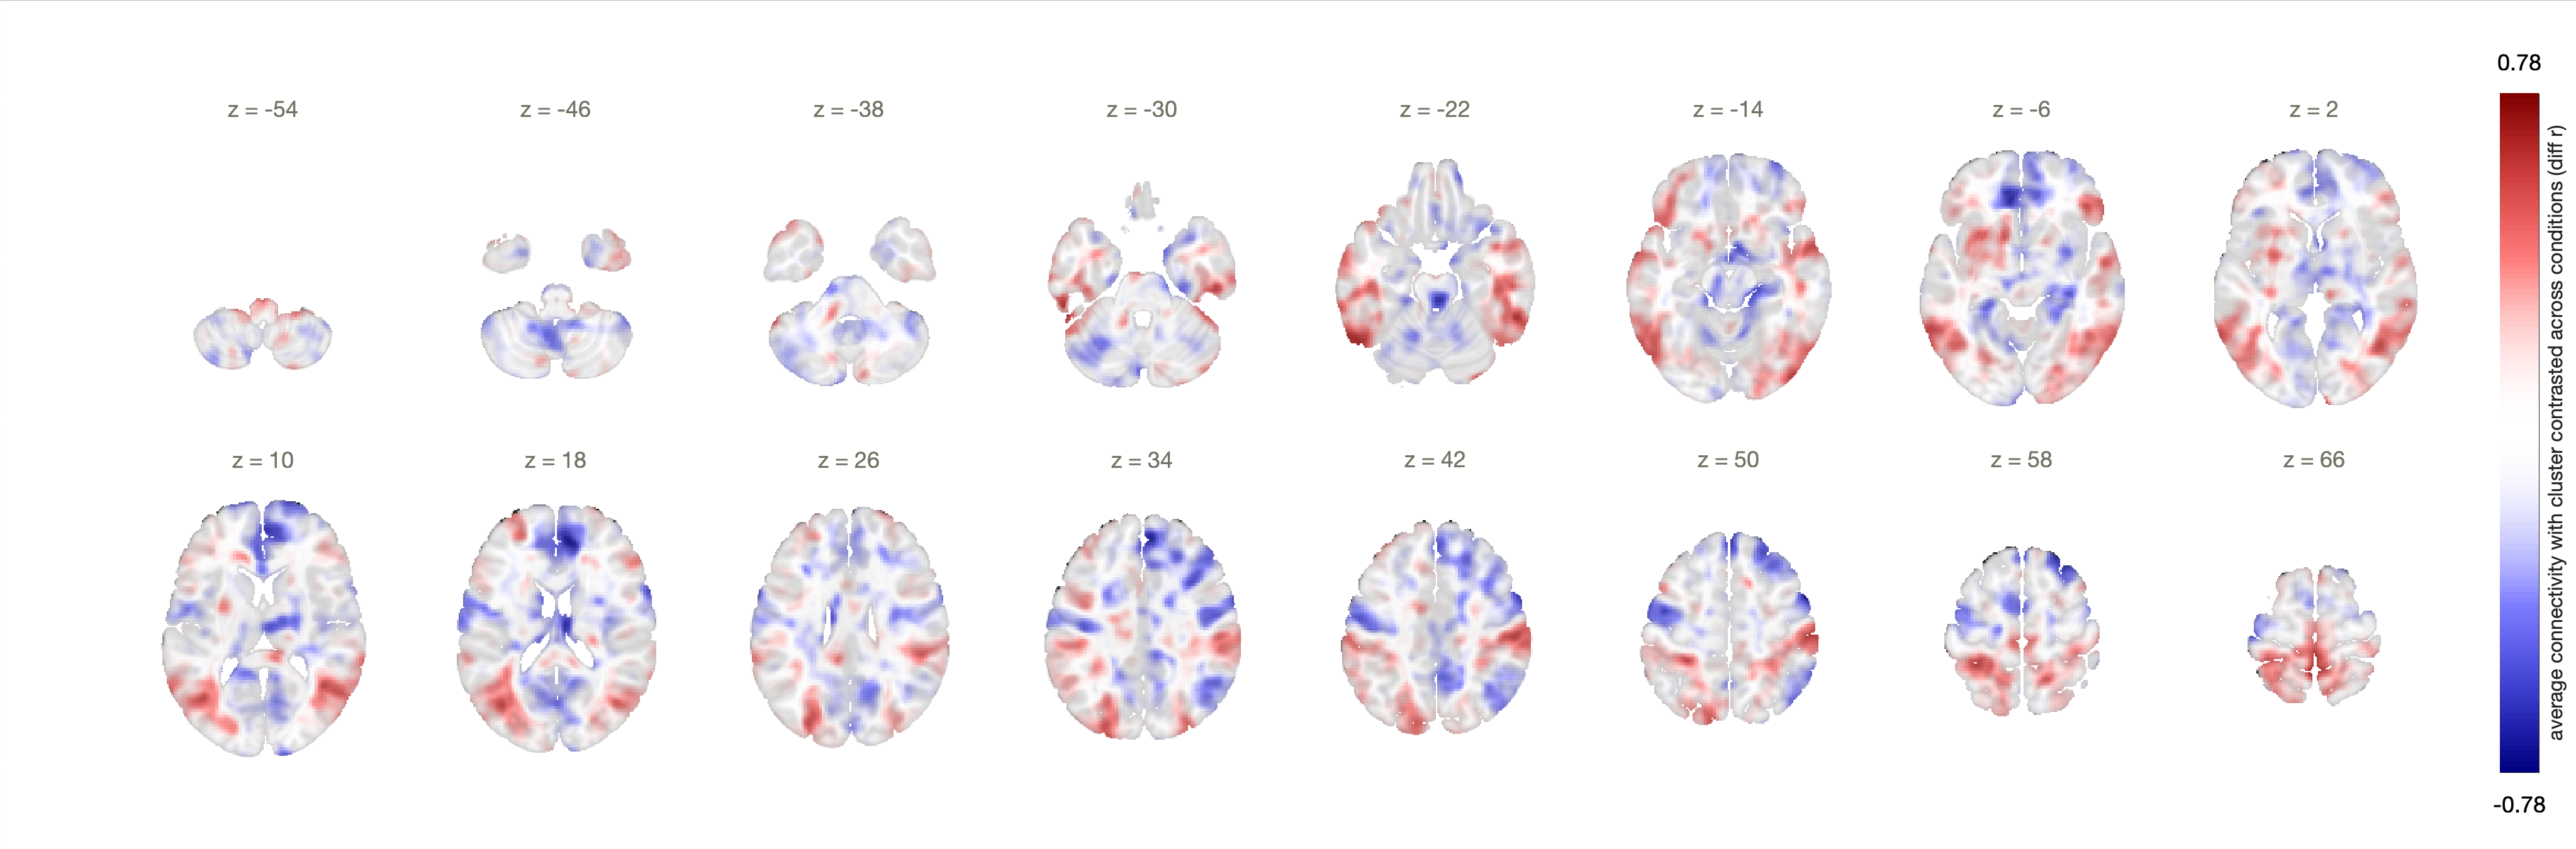 0.78
z = -54
z = -46
z = -38
z = -30
z = -22
z = -14
z = -6
z = 2
z = 10
z = 18
z = 26
z = 34
z = 42
z = 50
z = 58
z = 66
average connectivity with cluster contrasted across conditions (diff r)
-0.78